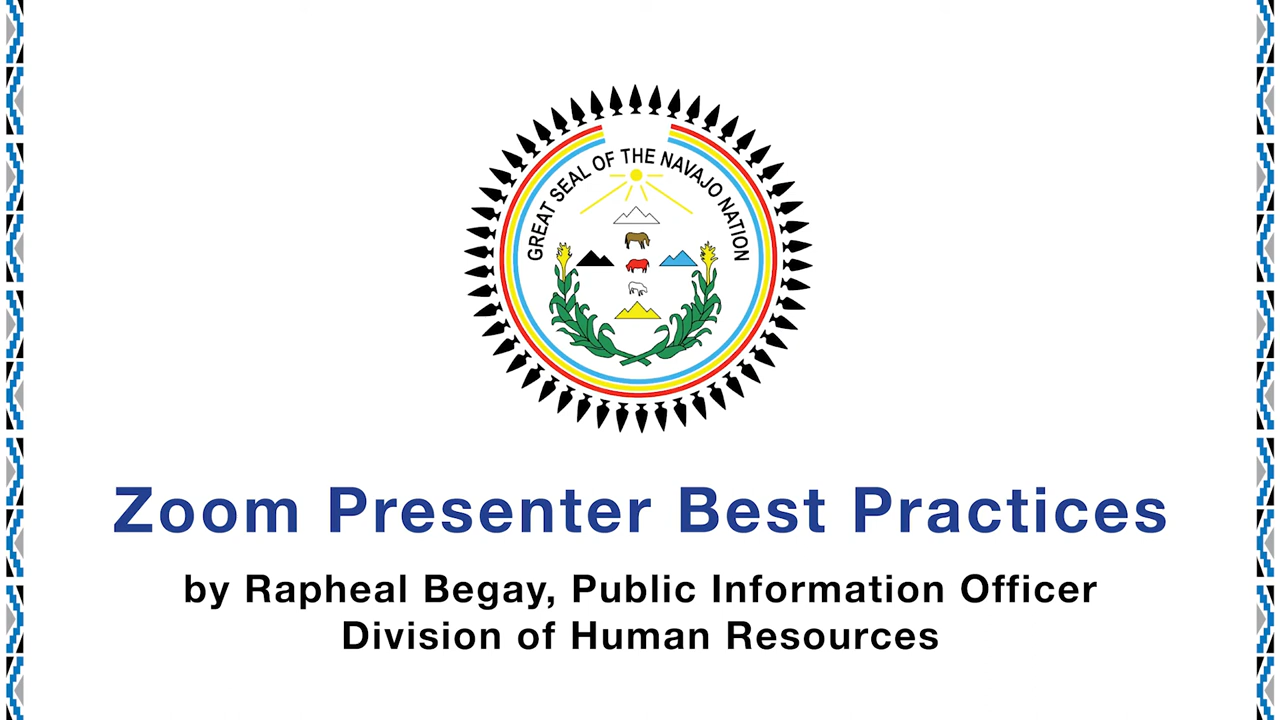 GREAT SEAL OF THE NAVAJO NATION
Zoom Presenter Best Practices
by Rapheal Begay, Public Information Officer
Division of Human Resources